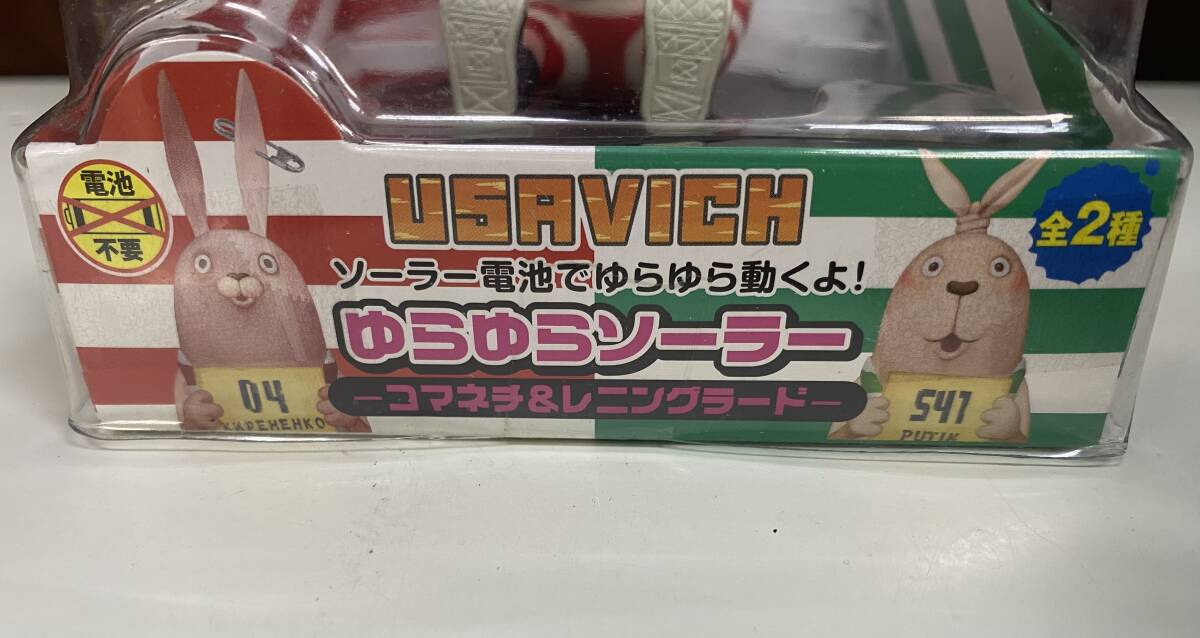 電池
不要
USAVICH
全2種
ソーラー電池でゆらゆら動くよ!
ゆらゆらソーラー
ーコマネチ&レニングラードー
04
КИРЕНЕНКО
541
PUTIN